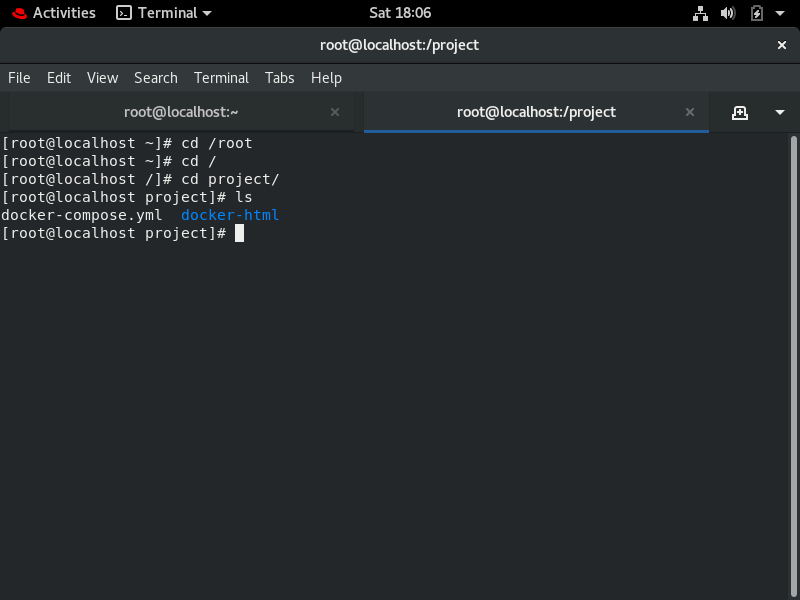 Activities Terminal Sat 18:06
root@localhost:/project
File Edit View Search Terminal Tabs Help
root@localhost:~ root@localhost:/project
[root@localhost ~]# cd /root
[root@localhost ~]# cd /
[root@localhost /]# cd project/
[root@localhost project]# ls
docker-compose.yml  docker-html
[root@localhost project]#